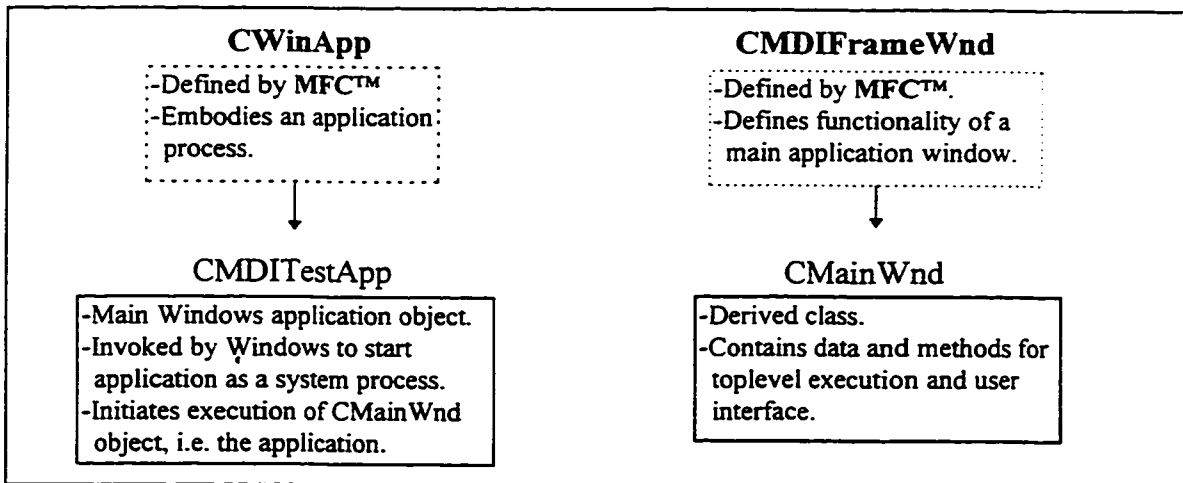 CWinApp
-Defined by MFC™
-Embodies an application
process.
CMDITestApp
-Main Windows application object.
-Invoked by Windows to start
application as a system process.
-Initiates execution of CMainWnd
object, i.e. the application.
CMDIFrameWnd
-Defined by MFC™.
-Defines functionality of a
main application window.
CMainWnd
-Derived class.
-Contains data and methods for
toplevel execution and user
interface.